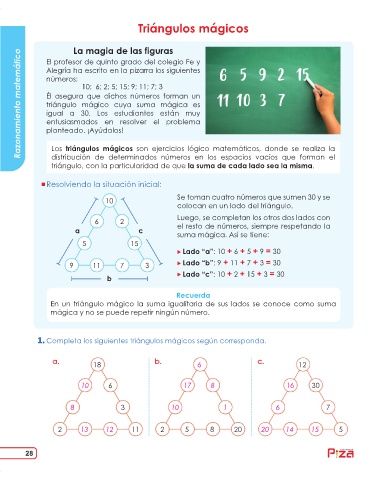 Triángulos mágicos
Razonamiento matemático
La magia de las figuras
El profesor de quinto grado del colegio Fe y
Alegría ha escrito en la pizarra los siguientes
números:
10; 6; 2; 5; 15; 9; 11; 7; 3
Él asegura que dichos números forman un
triángulo mágico cuya suma mágica es
igual a 30. Los estudiantes están muy
entusiasmados en resolver el problema
planteado. ¡Ayúdalos!
6 5 9 2 15
11 10 3 7
Los triángulos mágicos son ejercicios lógico matemáticos, donde se realiza la
distribución de determinados números en los espacios vacíos que forman el
triángulo, con la particularidad de que la suma de cada lado sea la misma.
Resolviendo la situación inicial:
10
6 2
a c
5 15
9 11 7 3
b
Se toman cuatro números que sumen 30 y se
colocan en un lado del triángulo.
Luego, se completan los otros dos lados con
el resto de números, siempre respetando la
suma mágica. Así se tiene:
Lado "a": 10 + 6 + 5 + 9 = 30
Lado "b": 9 + 11 + 7 + 3 = 30
Lado "c": 10 + 2 + 15 + 3 = 30
Recuerda
En un triángulo mágico la suma igualitaria de sus lados se conoce como suma
mágica y no se puede repetir ningún número.
1. Completa los siguientes triángulos mágicos según corresponda.
a. b. c.
18 6 12
10 6 17 8 16 30
8 3 10 1 6 7
2 13 12 11 2 5 8 20 20 14 15 5
28